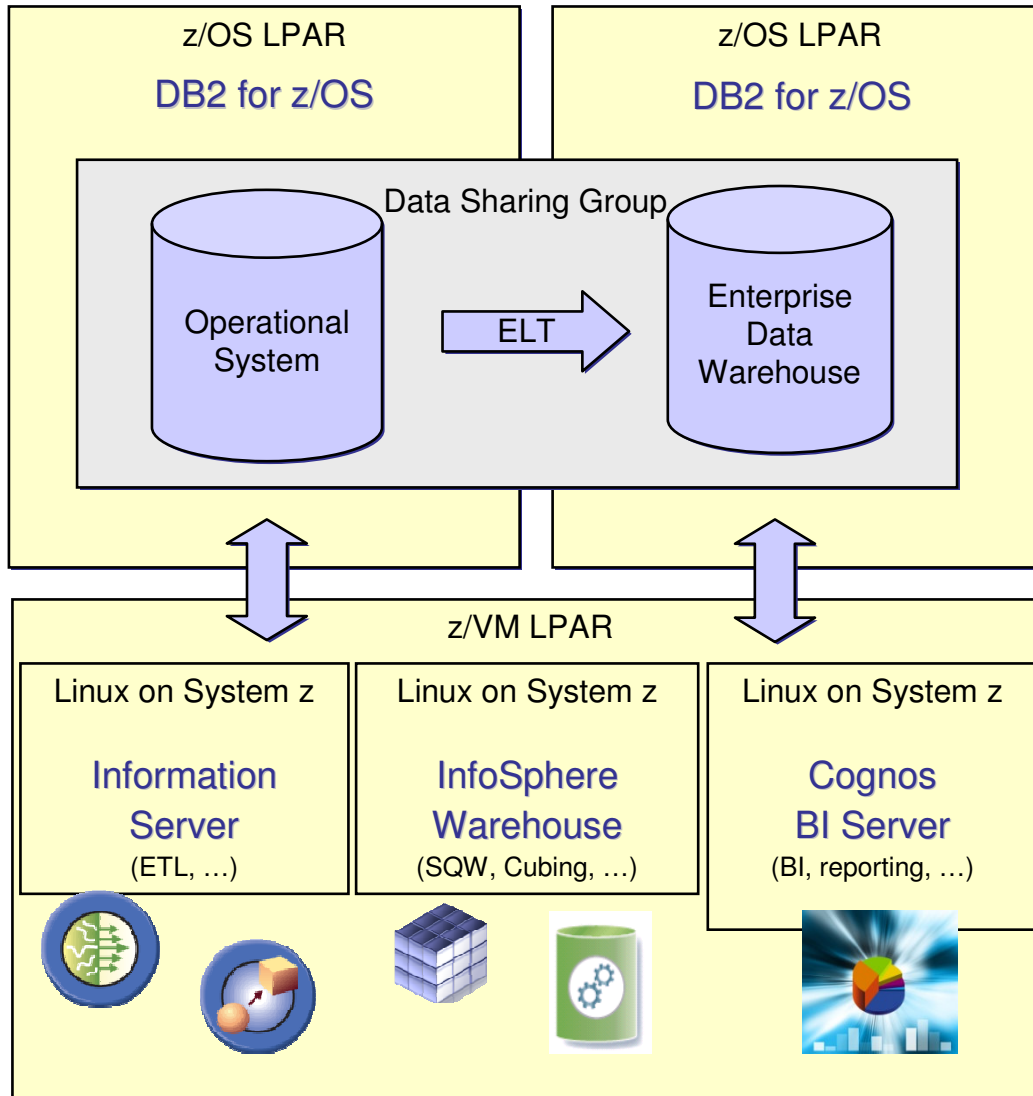 z/OS LPAR
DB2 for z/OS
z/OS LPAR
DB2 for z/OS
Data Sharing Group
Operational
System
ELT
Enterprise
Data
Warehouse
z/VM LPAR
Linux on System z
Information
Server
(ETL, …)
Linux on System z
InfoSphere
Warehouse
(SQW, Cubing, …)
Linux on System z
Cognos
BI Server
(BI, reporting, …)